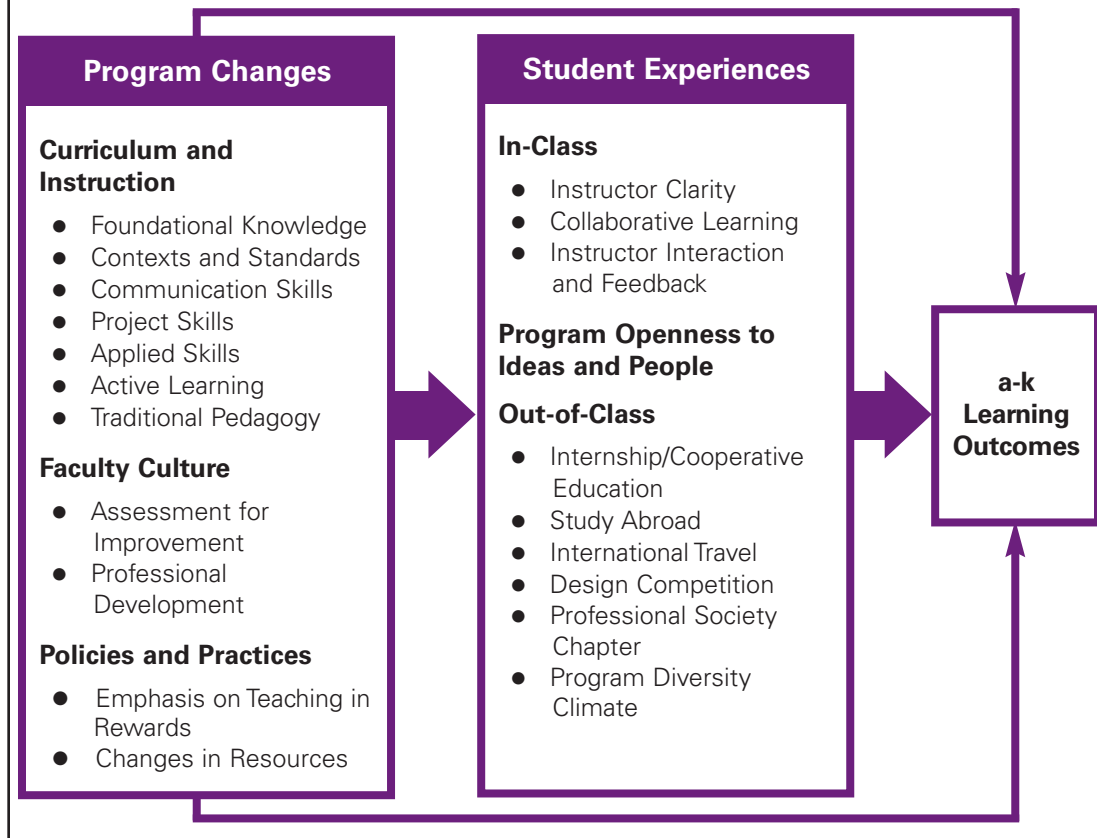 Program Changes
Curriculum and
Instruction
● Foundational Knowledge
● Contexts and Standards
● Communication Skills
● Project Skills
● Applied Skills
● Active Learning
● Traditional Pedagogy
Faculty Culture
● Assessment for
Improvement
● Professional
Development
Policies and Practices
● Emphasis on Teaching in
Rewards
● Changes in Resources
Student Experiences
In-Class
● Instructor Clarity
● Collaborative Learning
● Instructor Interaction
and Feedback
Program Openness to
Ideas and People
Out-of-Class
● Internship/Cooperative
Education
● Study Abroad
● International Travel
● Design Competition
● Professional Society
Chapter
● Program Diversity
Climate
a-k
Learning
Outcomes